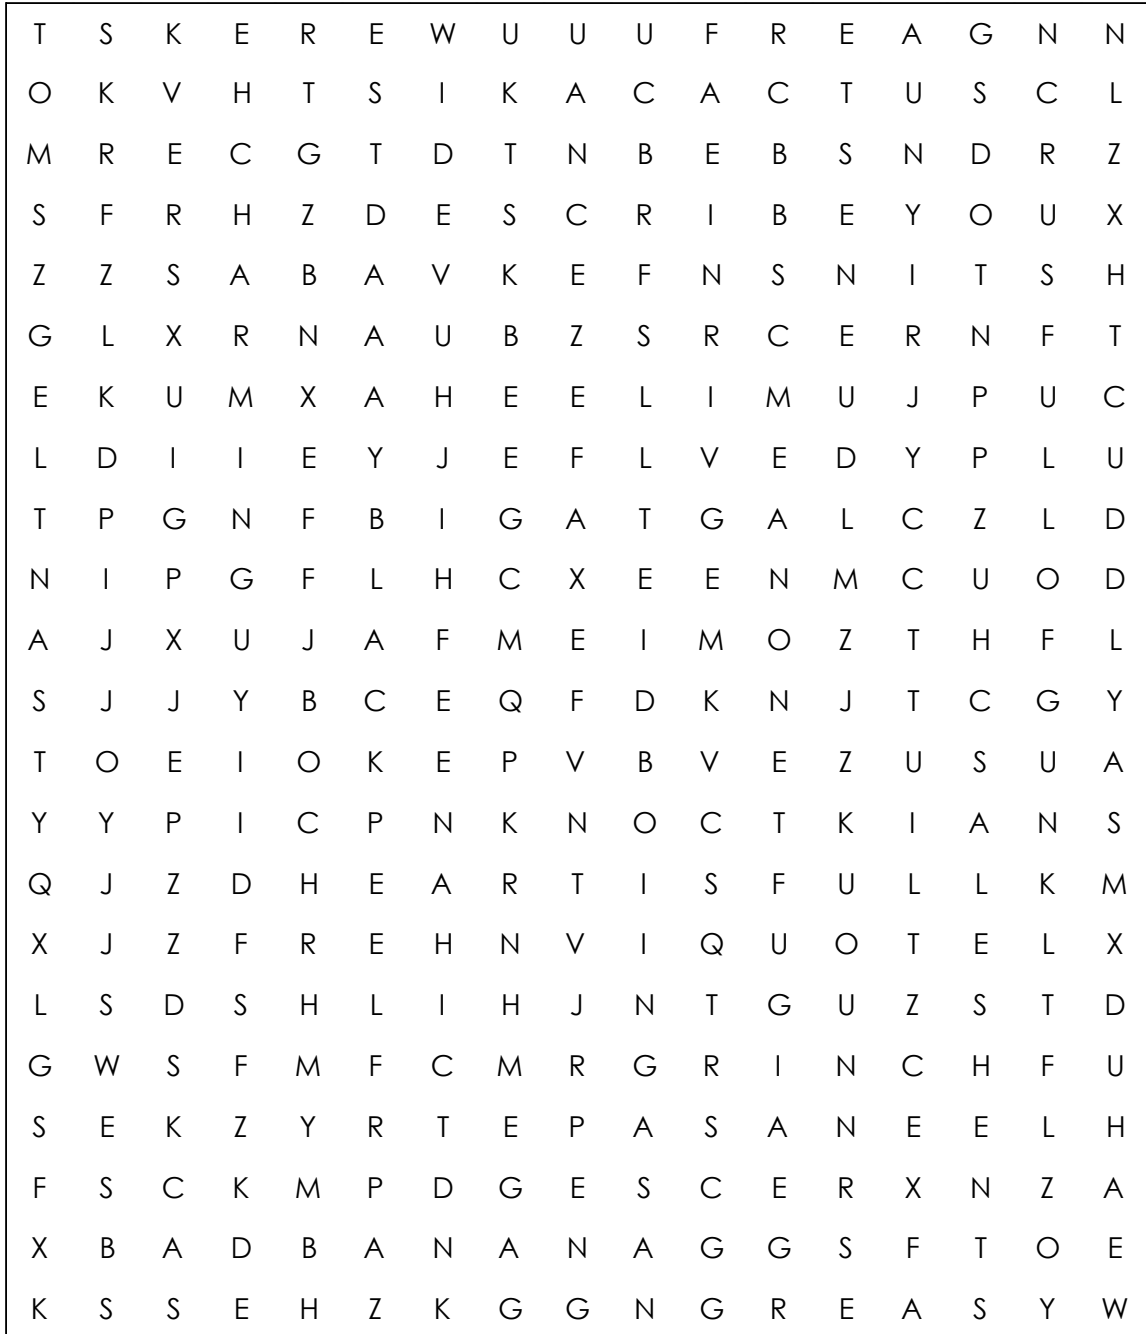 T S K E R E W U U U F R E A G N N
O K V H T S I K A C A C T U S C L
M R E C G T D T N B E B S N D R Z
S F R H Z D E S C R I B E Y O U X
Z Z S A B A V K E F N S N I T S H
G L X R N A U B Z S R C E R N F T
E K U M X A H E E L I M U J P U C
L D I I E Y J E F L V E D Y P L U
T P G N F B I G A T G A L C Z L D
N I P G F L H C X E E N M C U O D
A J X U J A F M E I M O Z T H F L
S J J Y B C E Q F D K N J T C G Y
T O E I O K E P V B V E Z U S U A
Y Y P I C P N K N O C T K I A N S
Q J Z D H E A R T I S F U L L K M
X J Z F R E H N V I Q U O T E L X
L S D S H L I H J N T G U Z S T D
G W S F M F C M R G R I N C H F U
S E K Z Y R T E P A S A N E E L H
F S C K M P D G E S C E R X N Z A
X B A D B A N A N A G G S F T O E
K S S E H Z K G G N G R E A S Y W